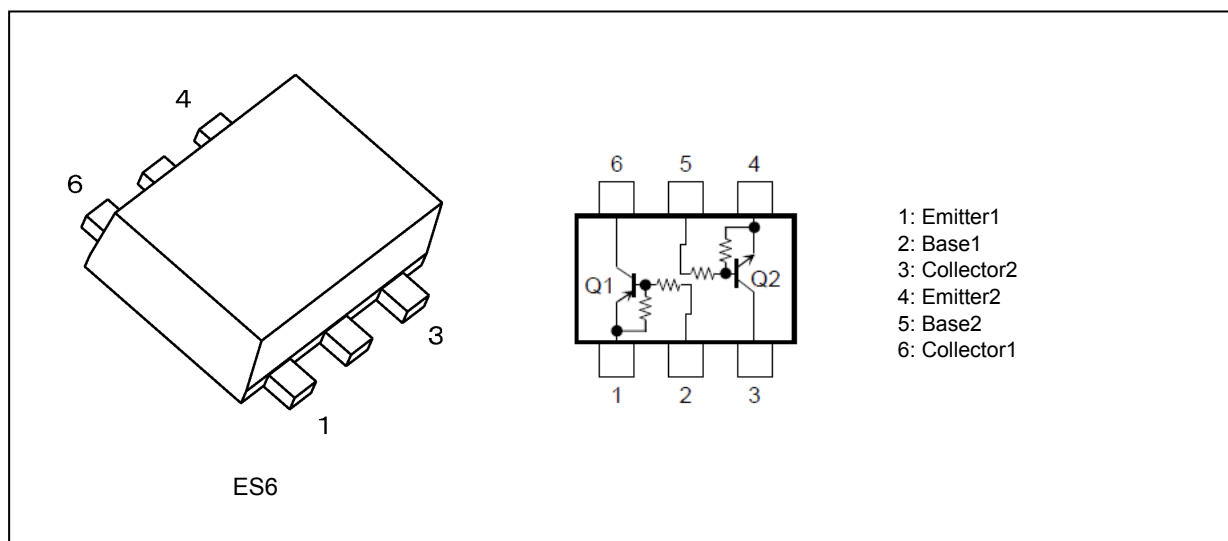 4
6
3
1
ES6
6 5 4
Q1 Q2
1 2 3
1: Emitter1
2: Base1
3: Collector2
4: Emitter2
5: Base2
6: Collector1